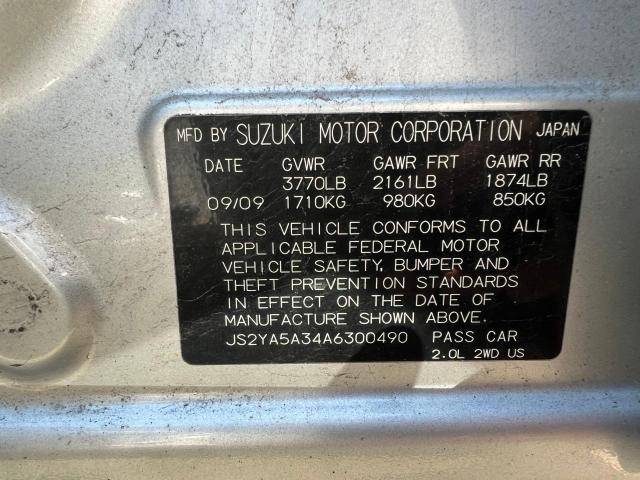 MFD BY SUZUKI MOTOR CORPORATION JAPAN
DATE GVWR GAWR FRT GAWR RR
3770LB 2161LB 1874LB
09/09 1710KG 980KG 850KG
THIS VEHICLE CONFORMS TO ALL
APPLICABLE FEDERAL MOTOR
VEHICLE SAFETY, BUMPER AND
THEFT PREVENTION STANDARDS
IN EFFECT ON THE DATE OF
MANUFACTURE SHOWN ABOVE.
JS2YA5A34A6300490 PASS CAR
2.0L 2WD US